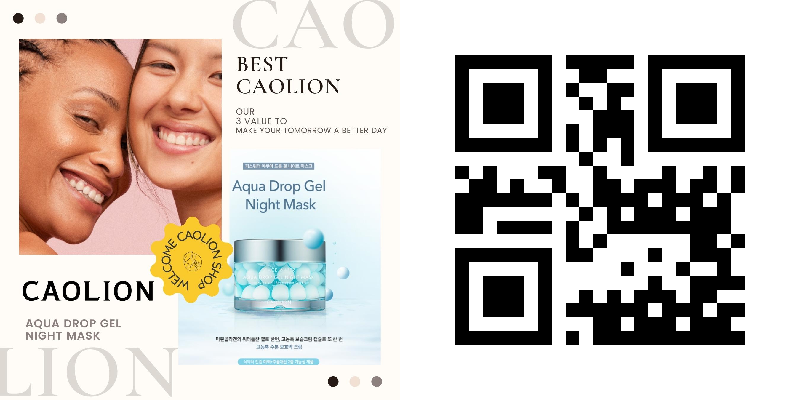 CAO
BEST
CAOLION
OUR
3 VALUE TO
MAKE YOUR TOMORROW A BETTER DAY
Aqua Drop Gel
Night Mask
WELCOME CAOLION SHOP
CAOLION
AQUA DROP GEL
NIGHT MASK
LION